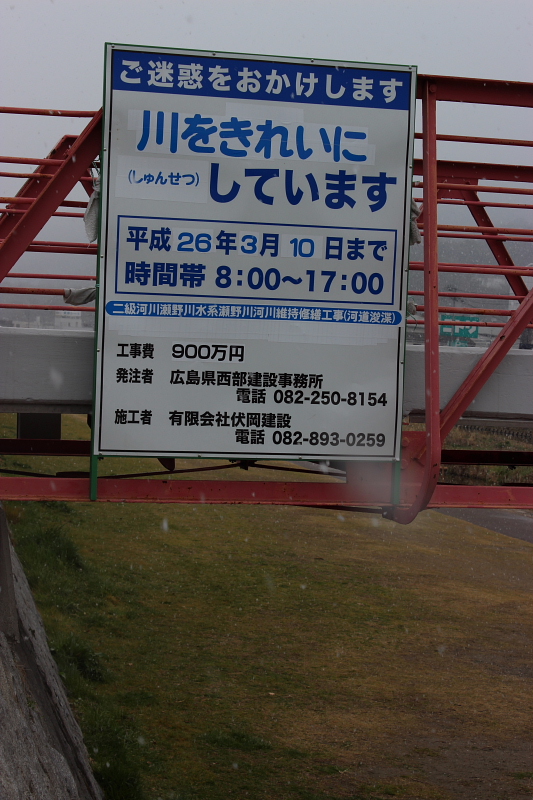 ご迷惑をおかけします
川をきれいに
(しゅんせつ)しています
平成26年3月10日まで
時間帯 8:00〜17:00
二級河川瀬野川水系瀬野川河川維持修繕工事(河道浚渫)
工事費 900万円
発注者 広島県西部建設事務所
電話 082-250-8154
施工者 有限会社伏岡建設
電話 082-893-0259